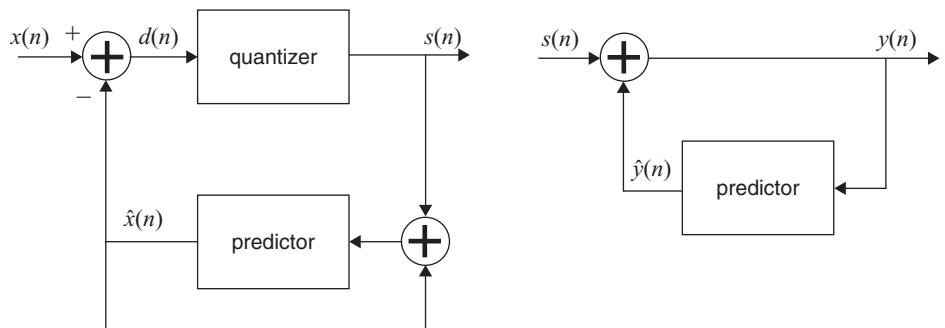 x(n) + d(n) quantizer s(n)
−
x̂(n) predictor
s(n) y(n)
ŷ(n) predictor